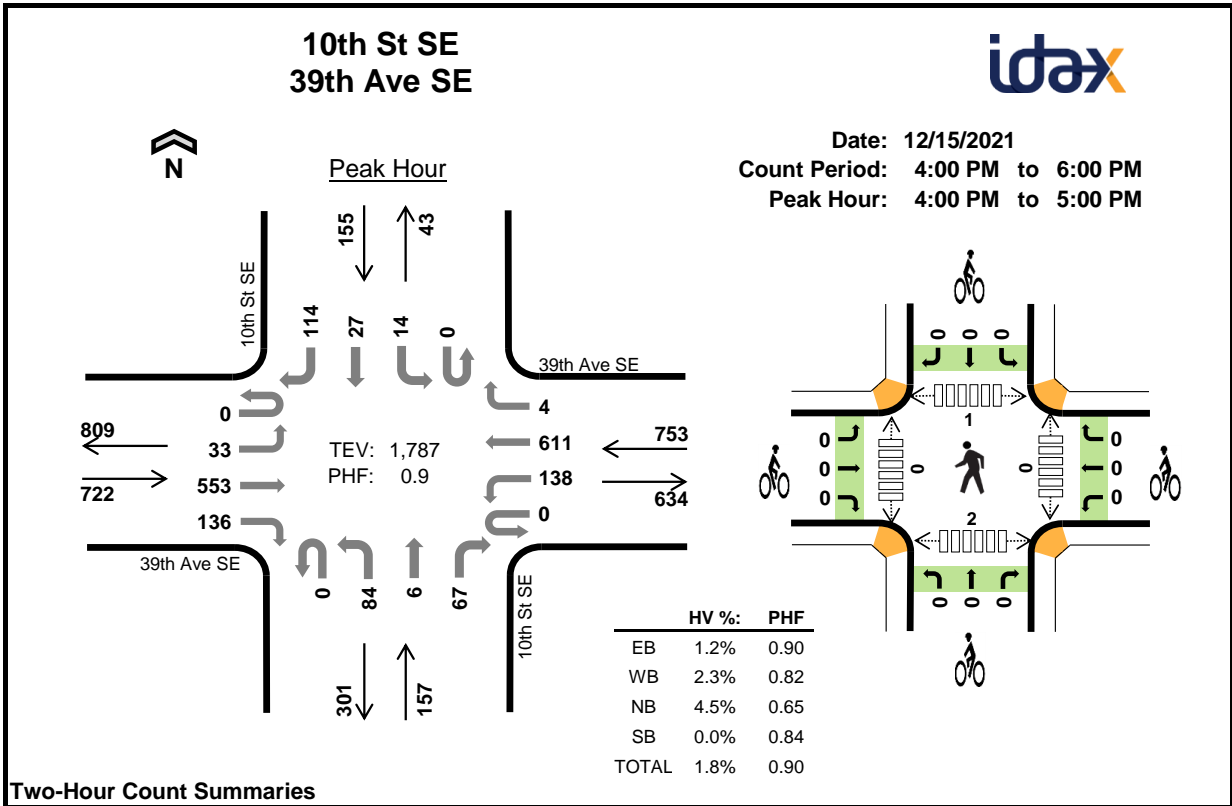 10th St SE
39th Ave SE
idax
N
Peak Hour
Date: 12/15/2021
Count Period: 4:00 PM to 6:00 PM
Peak Hour: 4:00 PM to 5:00 PM
155
43
10th St SE
114
27
14
0
39th Ave SE
0
33
553
136
809
722
TEV: 1,787
PHF: 0.9
4
611
138
0
753
634
39th Ave SE
0
84
6
67
10th St SE
301
157
0 0 0
1
0
0
0
0
0
0
0
0
2
0 0 0
HV %: PHF
EB 1.2% 0.90
WB 2.3% 0.82
NB 4.5% 0.65
SB 0.0% 0.84
TOTAL 1.8% 0.90
Two-Hour Count Summaries